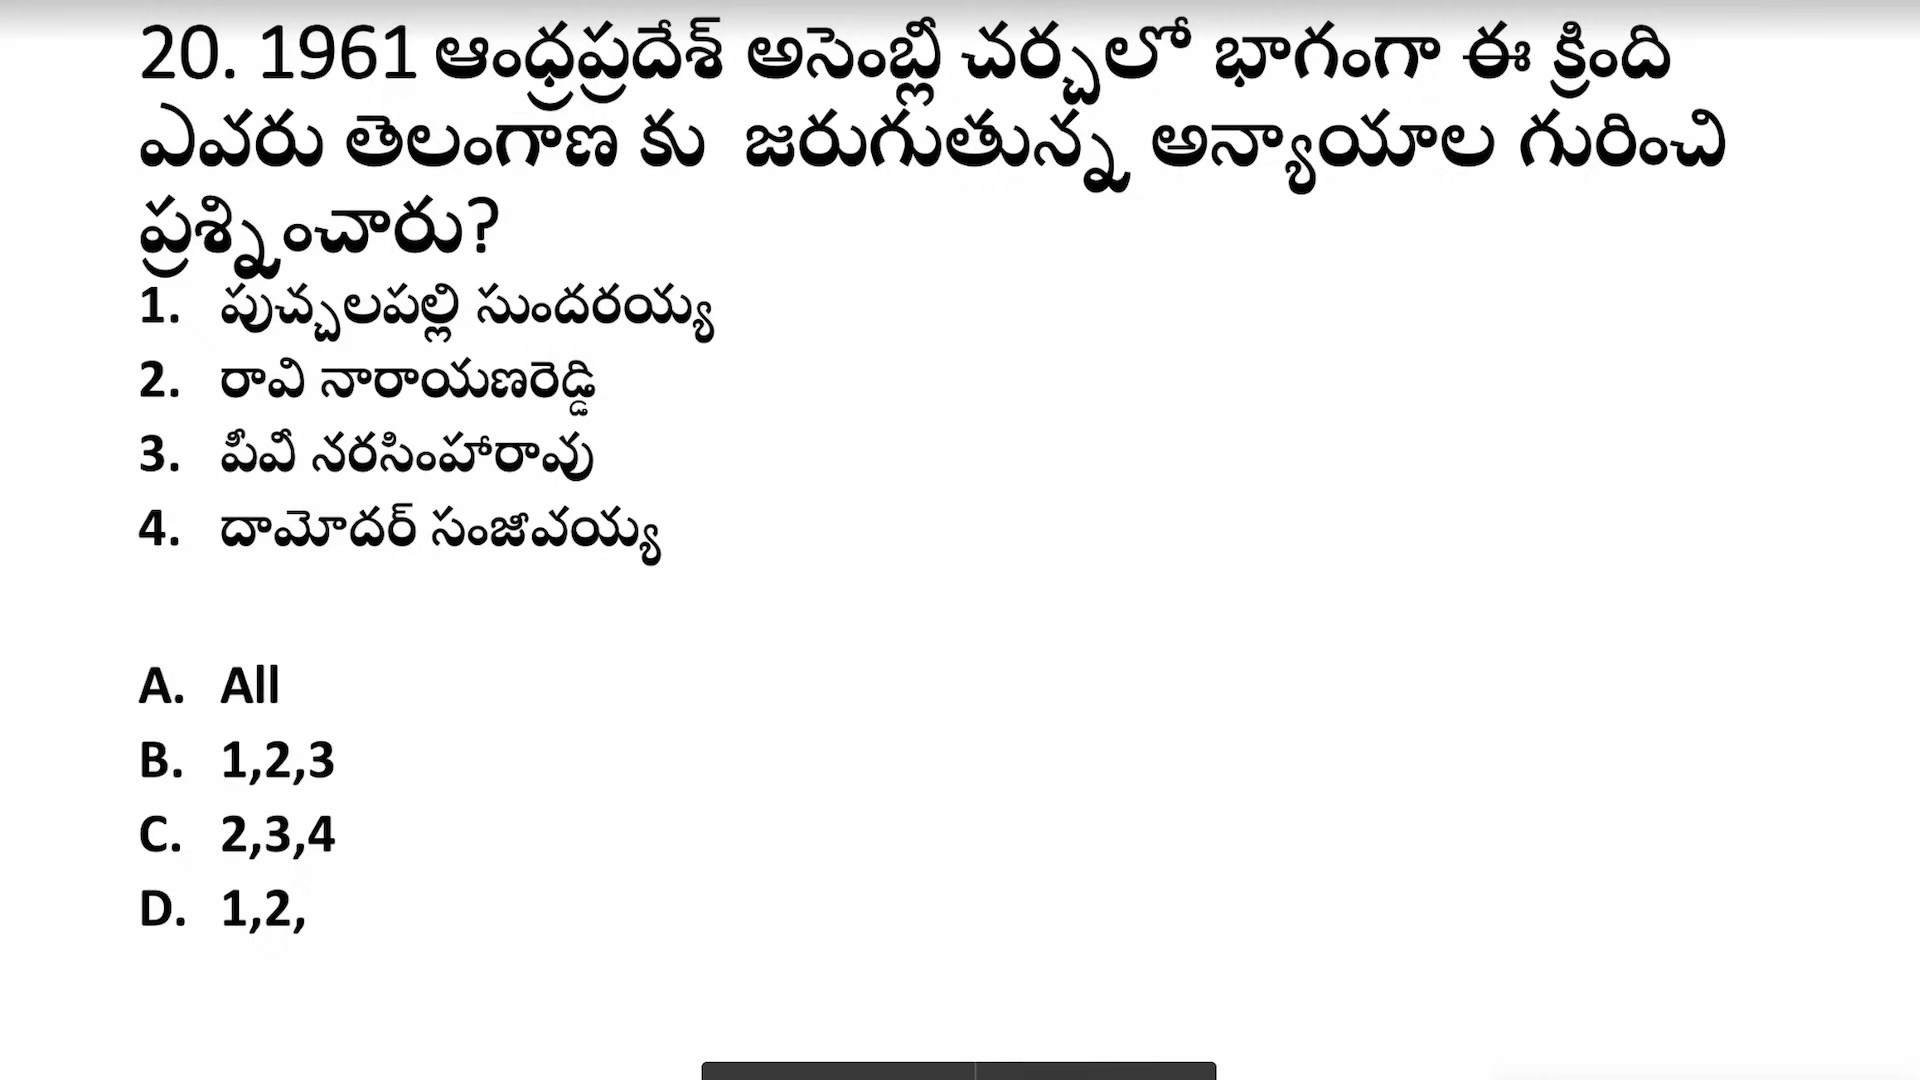 20. 1961 ఆంధ్రప్రదేశ్ అసెంబ్లీ చర్చలో భాగంగా ఈ క్రింది
ఎవరు తెలంగాణ కు జరుగుతున్న అన్యాయాల గురించి
ప్రశ్నించారు?
1. పుచ్చలపల్లి సుందరయ్య
2. రావి నారాయణరెడ్డి
3. పీవీ నరసింహారావు
4. దామోదర్ సంజీవయ్య
A. All
B. 1,2,3
C. 2,3,4
D. 1,2,